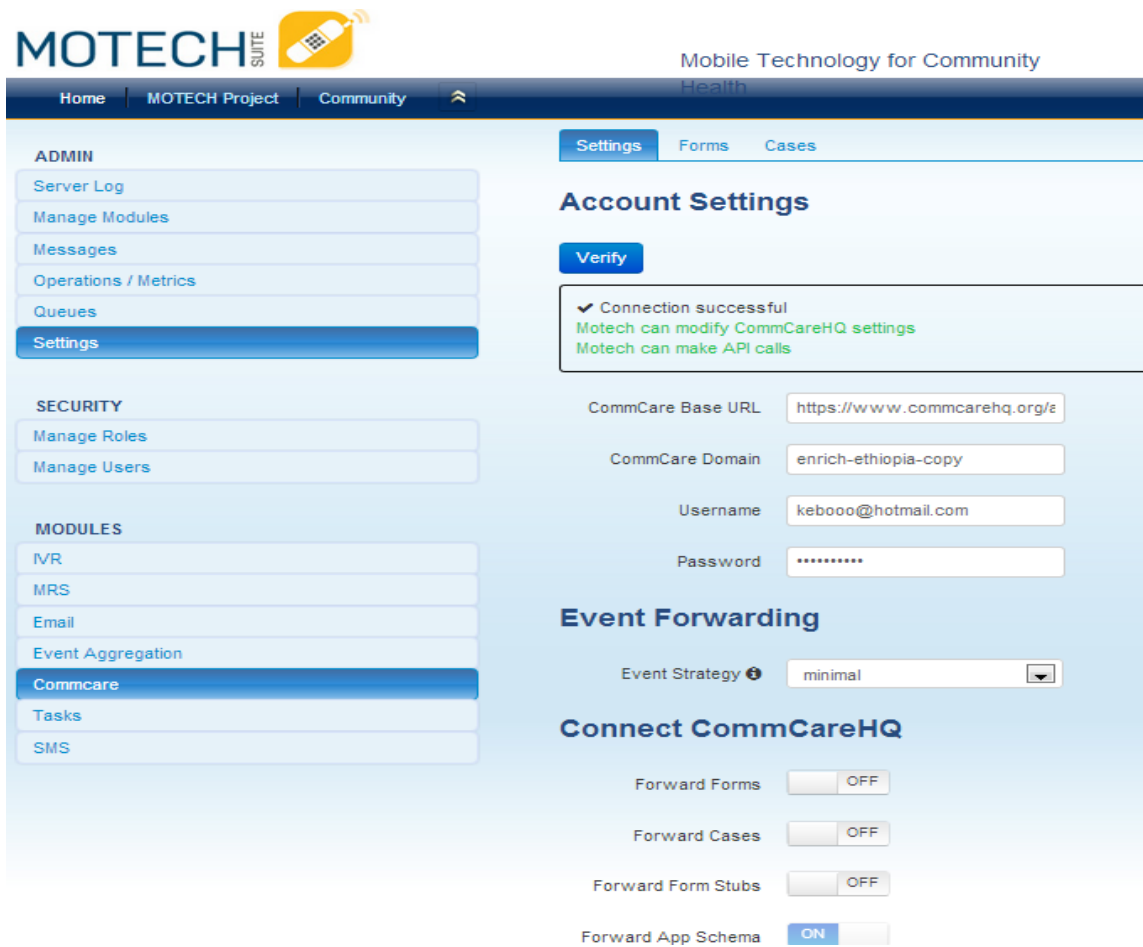 MOTECH SUITE
Mobile Technology for Community
Health
Home MOTECH Project Community
ADMIN
Server Log
Manage Modules
Messages
Operations / Metrics
Queues
Settings
SECURITY
Manage Roles
Manage Users
MODULES
IVR
MRS
Email
Event Aggregation
Commcare
Tasks
SMS
Settings Forms Cases
Account Settings
Verify
✔ Connection successful
Motech can modify CommCareHQ settings
Motech can make API calls
CommCare Base URL https://www.commcarehq.org/a
CommCare Domain enrich-ethiopia-copy
Username kebooo@hotmail.com
Password ••••••••••
Event Forwarding
Event Strategy minimal
Connect CommCareHQ
Forward Forms OFF
Forward Cases OFF
Forward Form Stubs OFF
Forward App Schema ON